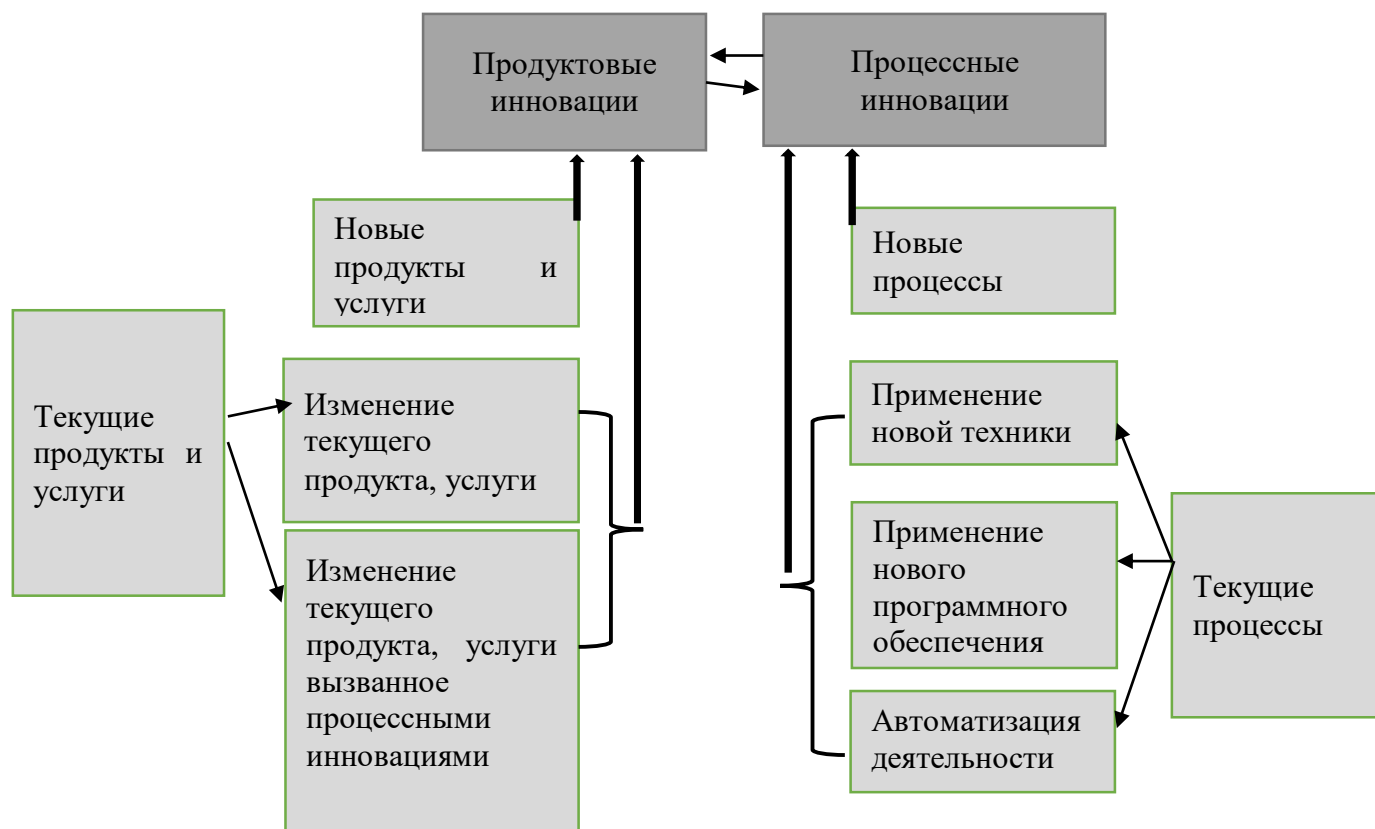 Продуктовые
инновации
Процессные
инновации
Новые
продукты и
услуги
Новые
процессы
Текущие
продукты и
услуги
Изменение
текущего
продукта, услуги
Изменение
текущего
продукта, услуги
вызванное
процессными
инновациями
Применение
новой техники
Применение
нового
программного
обеспечения
Автоматизация
деятельности
Текущие
процессы